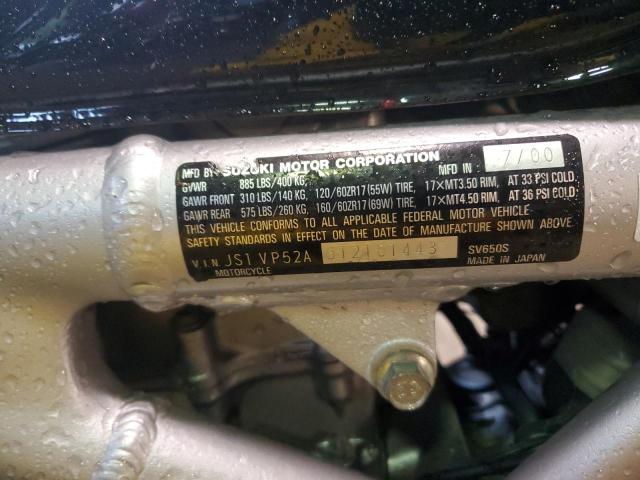 MFD BY SUZUKI MOTOR CORPORATION MFD IN 7/00
GVWR 885 LBS/400 KG,
GAWR FRONT 310 LBS/140 KG, 120/60ZR17(55W) TIRE, 17×MT3.50 RIM, AT 33 PSI COLD.
GAWR REAR 575 LBS/260 KG, 160/60ZR17(69W) TIRE, 17×MT4.50 RIM, AT 36 PSI COLD.
THIS VEHICLE CONFORMS TO ALL APPLICABLE FEDERAL MOTOR VEHICLE
SAFETY STANDARDS IN EFFECT ON THE DATE OF MANUFACTURE SHOWN ABOVE.
V I N JS1 VP52A SV650S
MOTORCYCLE MADE IN JAPAN